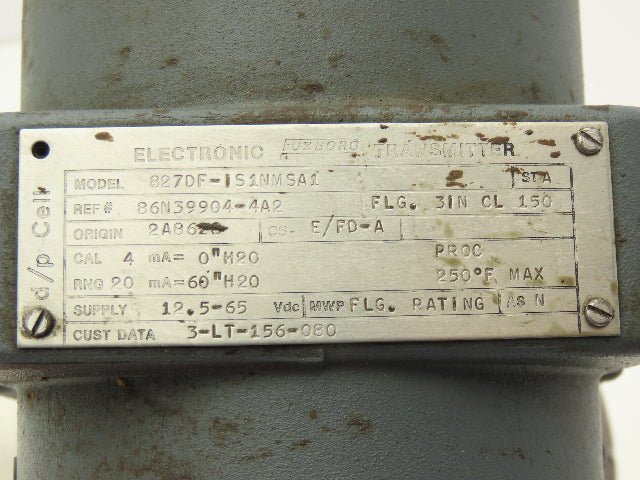 ELECTRONIC FOXBORO TRANSMITTER
d/p Cell
MODEL 827DF-IS1NMSA1 ST A
REF# 86N39904-4A2 FLG. 3IN CL 150
ORIGIN 2A8626 CS- E/FD-A
CAL 4 mA= 0"H2O PROC
RNG 20 mA=60"H2O 250°F MAX
SUPPLY 12.5-65 Vdc MWP FLG. RATING AS N
CUST DATA 3-LT-156-080